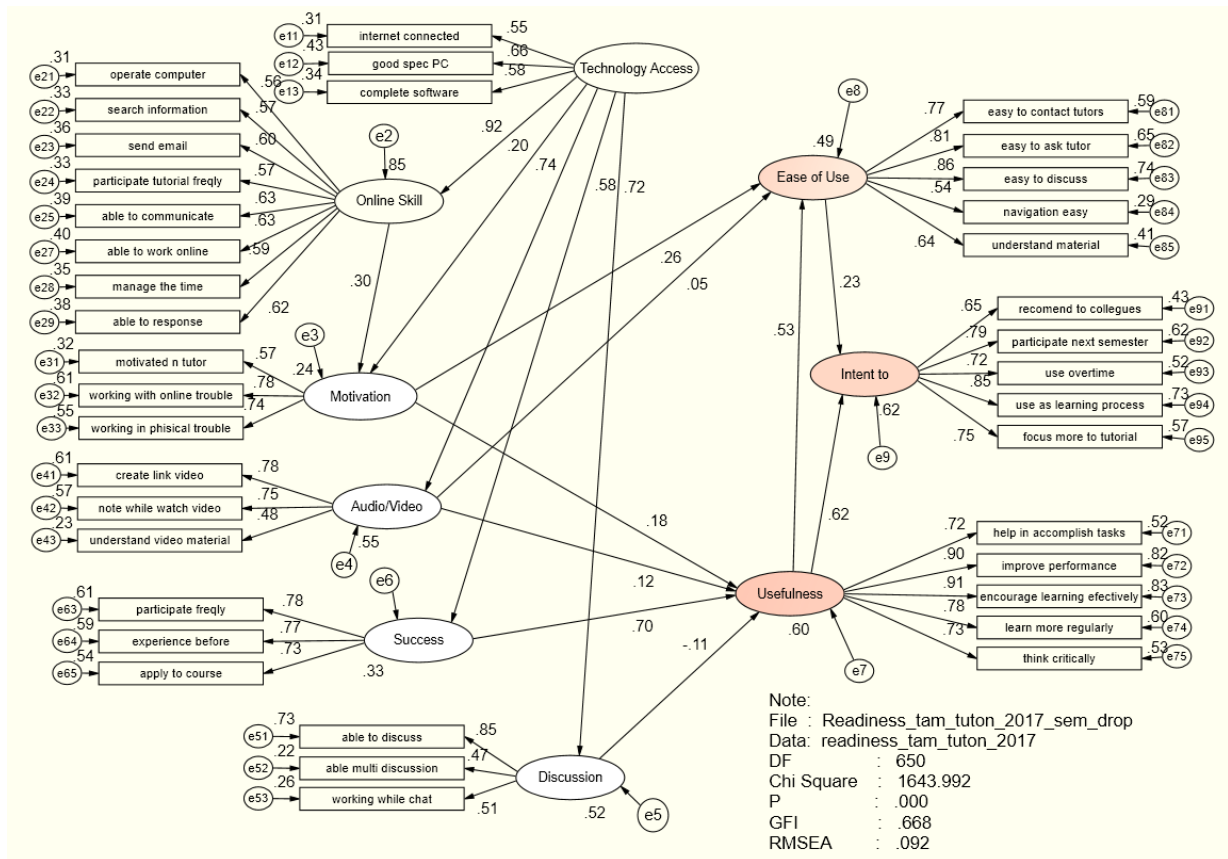 .31
e11 internet connected .55
.43
e12 good spec PC .66
.34
e13 complete software .58
Technology Access
.31
e21 operate computer .56
.33
e22 search information .57
.36
e23 send email .60
.33
e24 participate tutorial freqly .57
.39
e25 able to communicate .63
.40
e27 able to work online .63
.35
e28 manage the time .59
.38
e29 able to response .62
e2
.85
Online Skill
.92
.20
.74
.58
.72
.30
.32
e31 motivated n tutor .57
.61
e32 working with online trouble .78
.55
e33 working in phisical trouble .74
e3
.24
Motivation
.26
.05
.18
.61
e41 create link video .78
.57
e42 note while watch video .75
.23
e43 understand video material .48
Audio/Video
e4
.55
.12
.61
e63 participate freqly .78
.59
e64 experience before .77
.54
e65 apply to course .73
e6
Success
.33
.70
-.11
.73
e51 able to discuss .85
.22
e52 able multi discussion .47
.26
e53 working while chat .51
Discussion
.52
e5
e8
.49
Ease of Use
.77 easy to contact tutors .59 e81
.81 easy to ask tutor .65 e82
.86 easy to discuss .74 e83
.54 navigation easy .29 e84
.64 understand material .41 e85
.53
.23
Intent to
.62
e9
.65 recomend to collegues .43 e91
.79 participate next semester .62 e92
.72 use overtime .52 e93
.85 use as learning process .73 e94
.75 focus more to tutorial .57 e95
.62
Usefulness
.60
e7
.72 help in accomplish tasks .52 e71
.90 improve performance .82 e72
.91 encourage learning efectively .83 e73
.78 learn more regularly .60 e74
.73 think critically .53 e75
Note:
File : Readiness_tam_tuton_2017_sem_drop
Data: readiness_tam_tuton_2017
DF : 650
Chi Square : 1643.992
P : .000
GFI : .668
RMSEA : .092